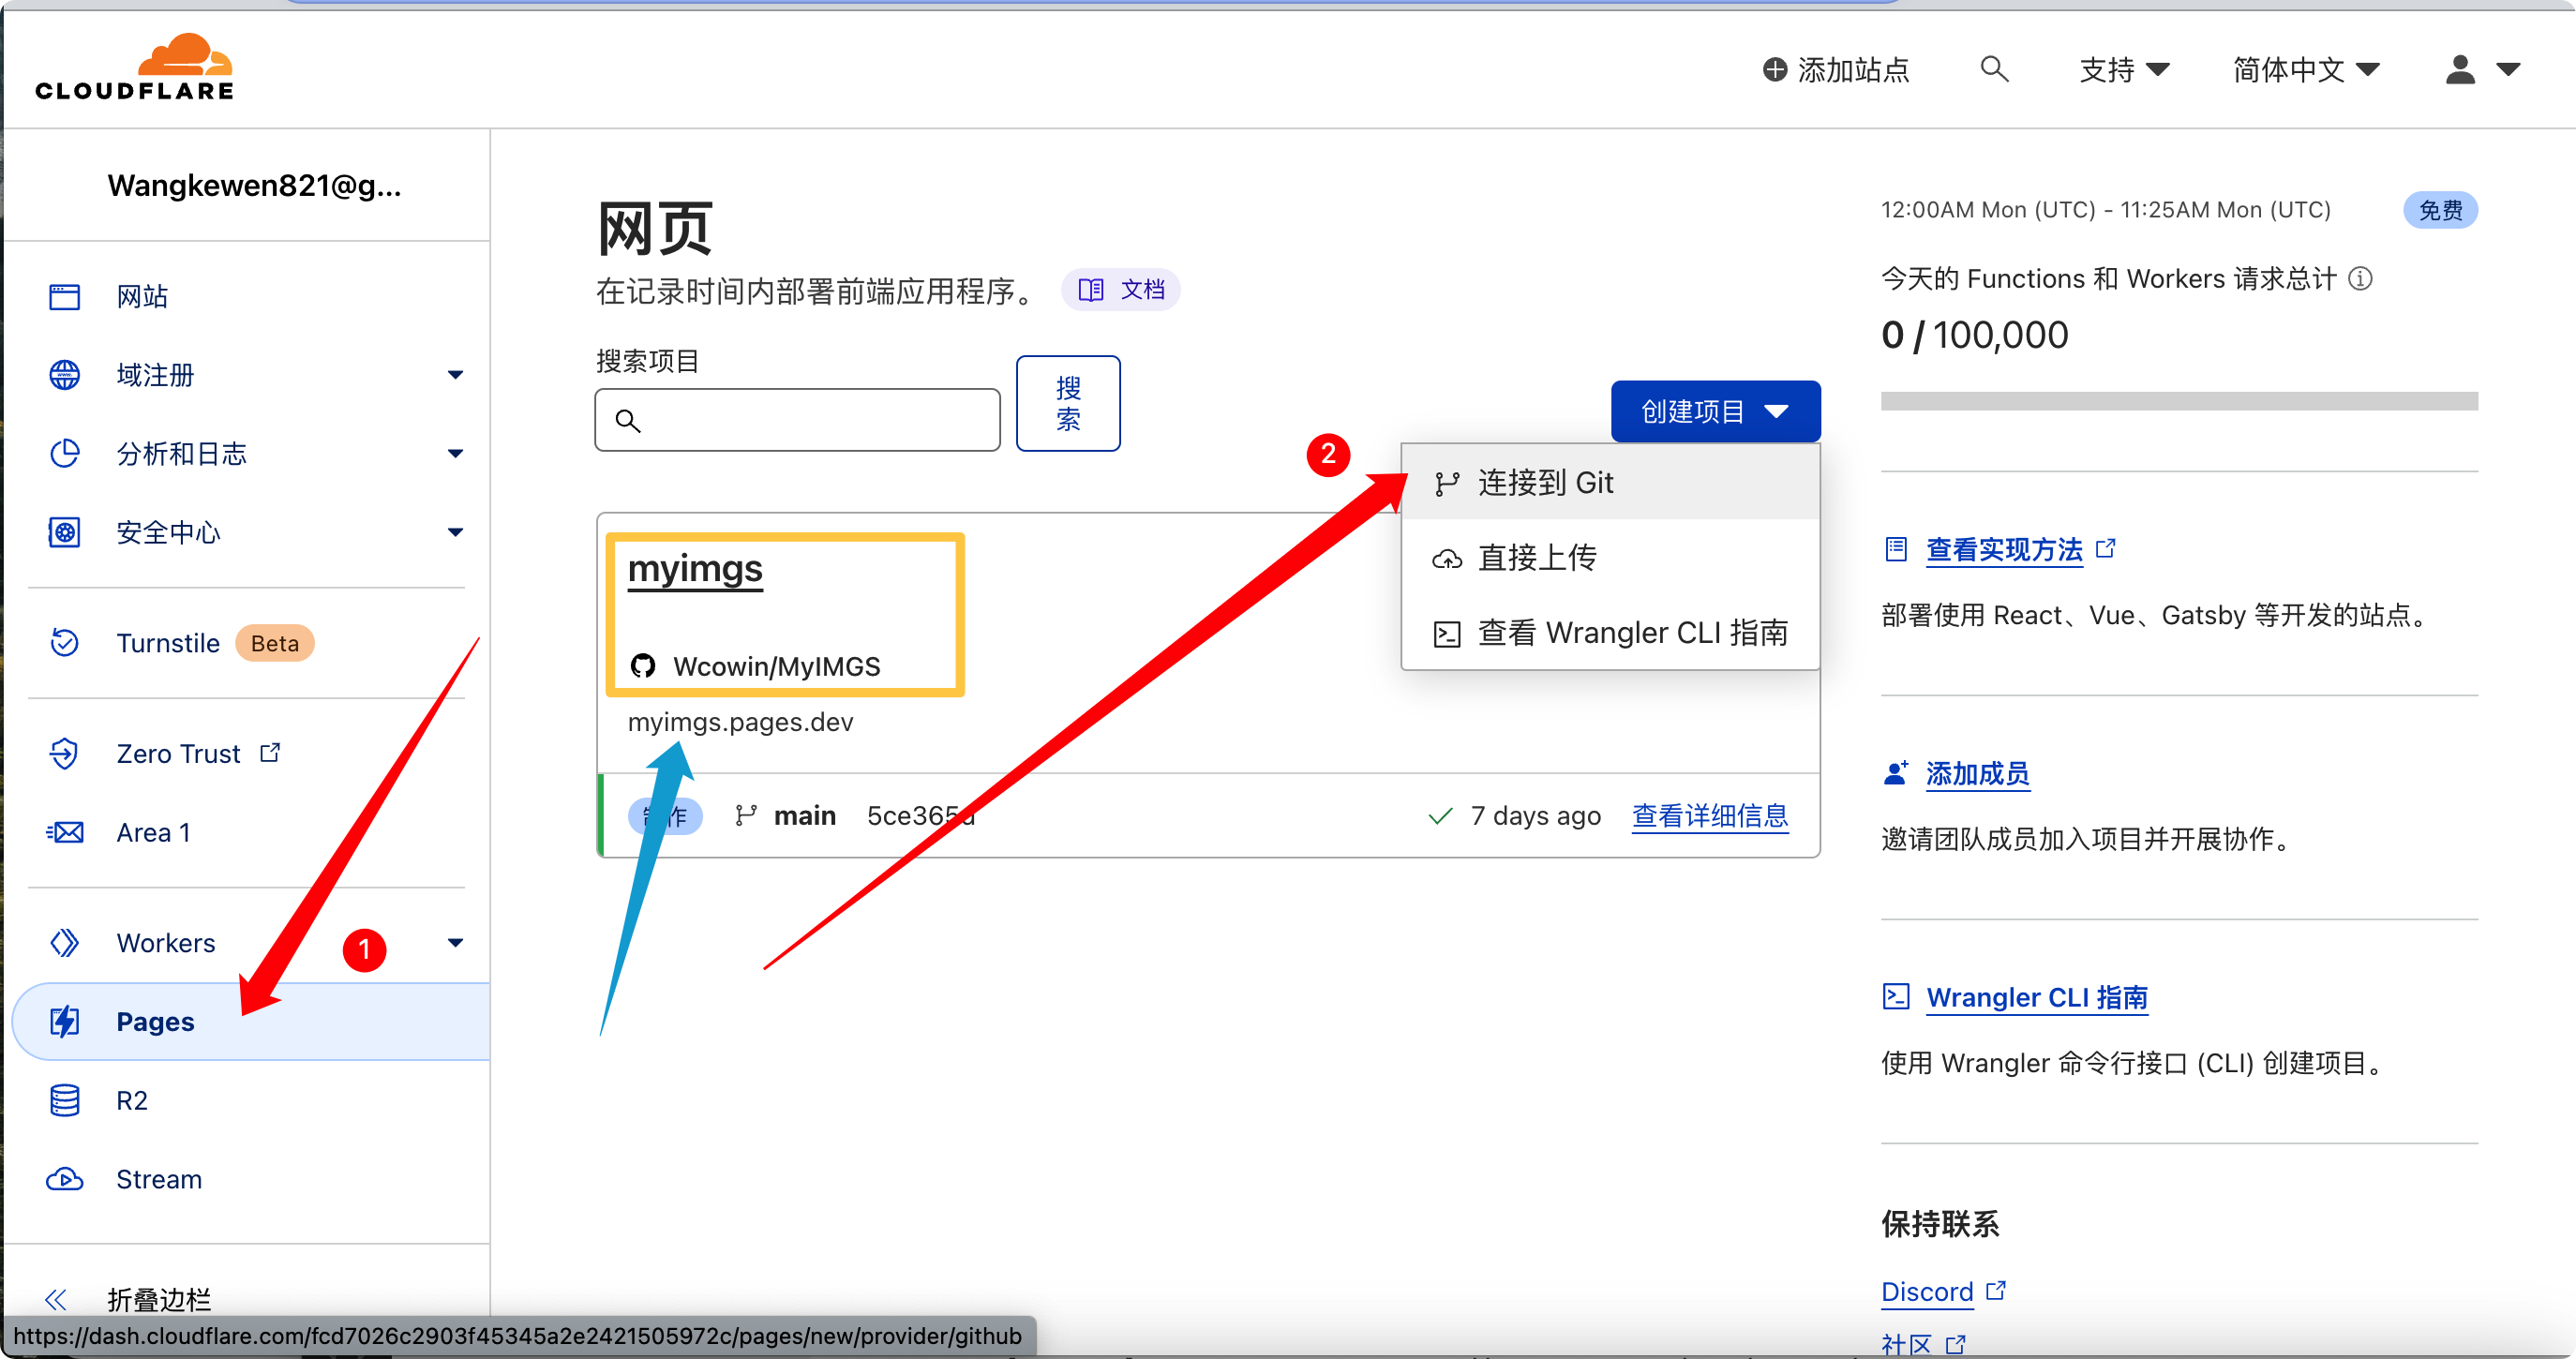 CLOUDFLARE
添加站点
支持
简体中文
Wangkewen821@g...
网站
域注册
分析和日志
安全中心
Turnstile Beta
Zero Trust
Area 1
Workers
1
Pages
R2
Stream
折叠边栏
https://dash.cloudflare.com/fcd7026c2903f45345a2e2421505972c/pages/new/provider/github
网页
在记录时间内部署前端应用程序。 文档
搜索项目
搜
索
创建项目
2
连接到 Git
直接上传
查看 Wrangler CLI 指南
myimgs
Wcowin/MyIMGS
myimgs.pages.dev
main 5ce365d
7 days ago 查看详细信息
12:00AM Mon (UTC) - 11:25AM Mon (UTC) 免费
今天的 Functions 和 Workers 请求总计
0 / 100,000
查看实现方法
部署使用 React、Vue、Gatsby 等开发的站点。
添加成员
邀请团队成员加入项目并开展协作。
Wrangler CLI 指南
使用 Wrangler 命令行接口 (CLI) 创建项目。
保持联系
Discord
社区